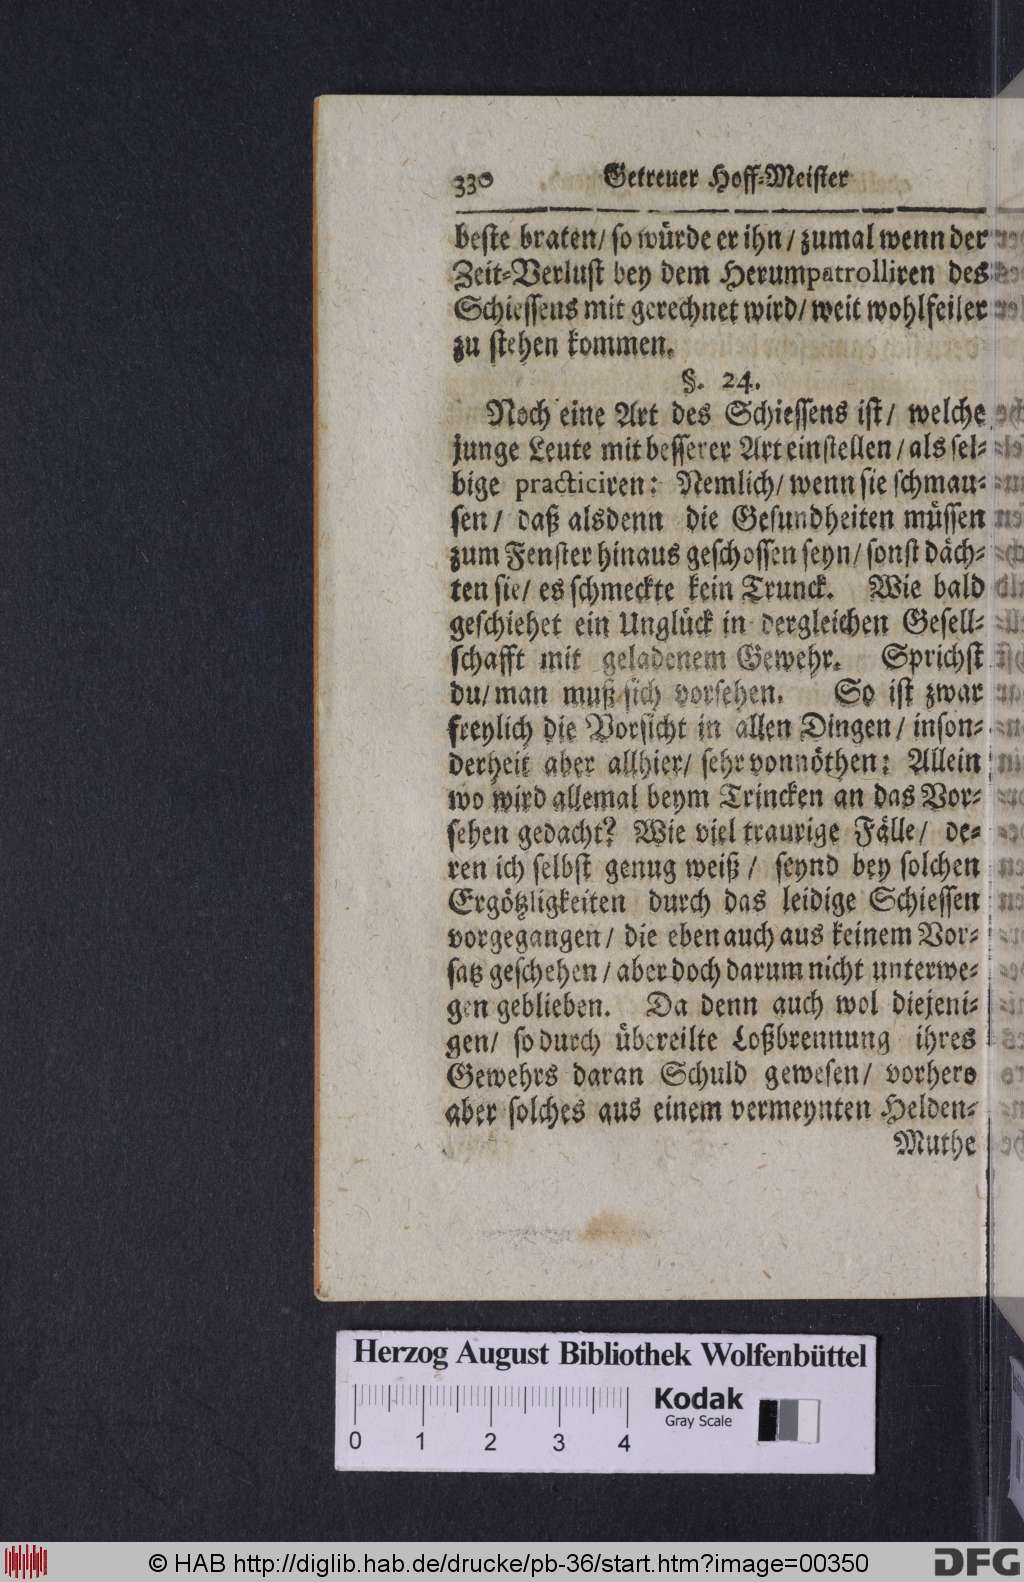 330 Getreuer Hoff-Meister
beste braten/ so würde er ihn/ zumal wenn der
Zeit-Verlust bey dem Herumpatrolliren des
Schiessens mit gerechnet wird/ weit wohlfeiler
zu stehen kommen.
§. 24.
Noch eine Art des Schiessens ist/ welche
junge Leute mit besserer Art einstellen/ als sel-
bige practiciren: Nemlich/ wenn sie schmau-
sen/ daß alsdenn die Gesundheiten müssen
zum Fenster hinaus geschossen seyn/ sonst däch-
ten sie/ es schmeckte kein Trunck. Wie bald
geschiehet ein Unglück in dergleichen Gesell-
schafft mit geladenem Gewehr. Sprichst
du/ man muß sich vorsehen. So ist zwar
freylich die Vorsicht in allen Dingen/ inson-
derheit aber allhier/ sehr vonnöthen: Allein
wo wird allemal beym Trincken an das Vor-
sehen gedacht? Wie viel traurige Fälle/ de-
ren ich selbst genug weiß/ seynd bey solchen
Ergötzligkeiten durch das leidige Schiessen
vorgegangen/ die eben auch aus keinem Vor-
satz geschehen/ aber doch darum nicht unterwe-
gen geblieben. Da denn auch wol diejeni-
gen/ so durch übereilte Loßbrennung ihres
Gewehrs daran Schuld gewesen/ vorhero
aber solches aus einem vermeynten Helden-
Muthe
Herzog August Bibliothek Wolfenbüttel
Kodak
Gray Scale
0 1 2 3 4
© HAB http://diglib.hab.de/drucke/pb-36/start.htm?image=00350
DFG